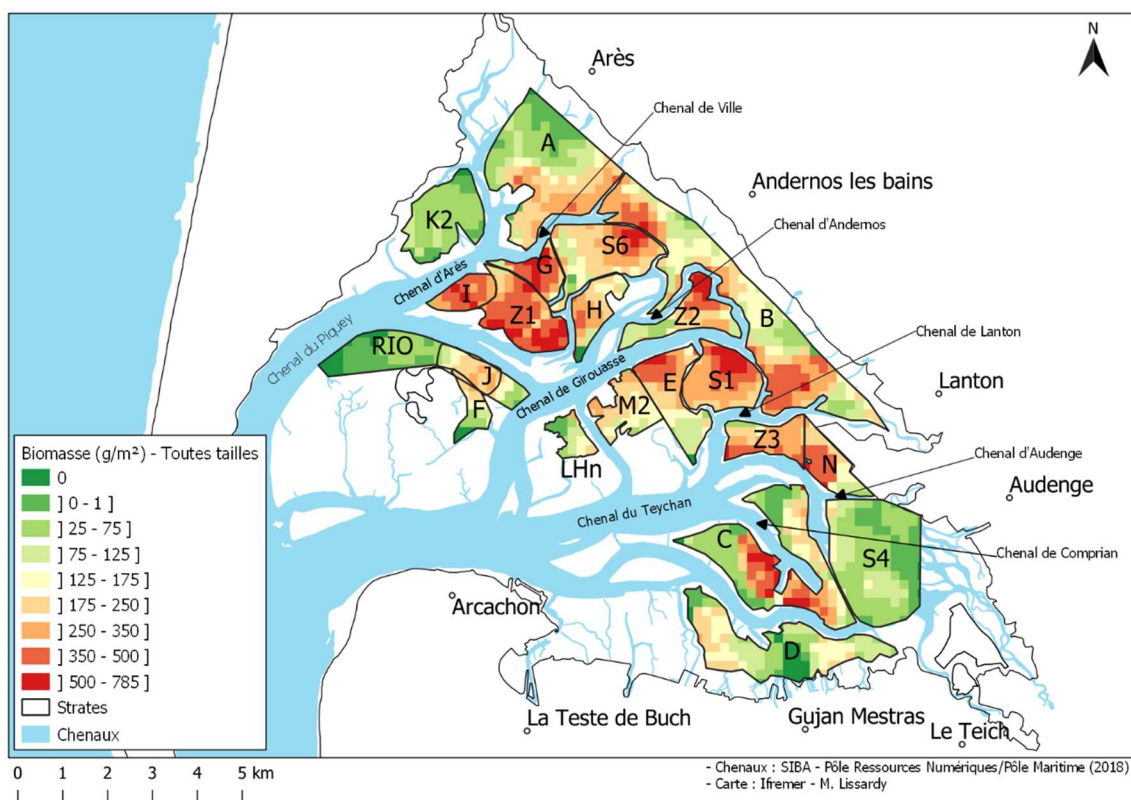 N
Arès
Chenal de Ville
A
Andernos les bains
K2
Chenal d'Andernos
S6
G
Chenal d'Arès
I
Z1
H
Z2
B
Chenal de Lanton
Chenal du Piquey
RIO
J
E
S1
Lanton
Chenal de Girouasse
F
M2
Z3
Chenal d'Audenge
LHn
N
Audenge
Chenal du Teychan
C
S4
Chenal de Comprian
Arcachon
D
La Teste de Buch
Gujan Mestras
Le Teich
Biomasse (g/m²) - Toutes tailles
0
] 0 - 1 ]
] 25 - 75 ]
] 75 - 125 ]
] 125 - 175 ]
] 175 - 250 ]
] 250 - 350 ]
] 350 - 500 ]
] 500 - 785 ]
Strates
Chenaux
0 1 2 3 4 5 km
- Chenaux : SIBA - Pôle Ressources Numériques/Pôle Maritime (2018)
- Carte : Ifremer - M. Lissardy